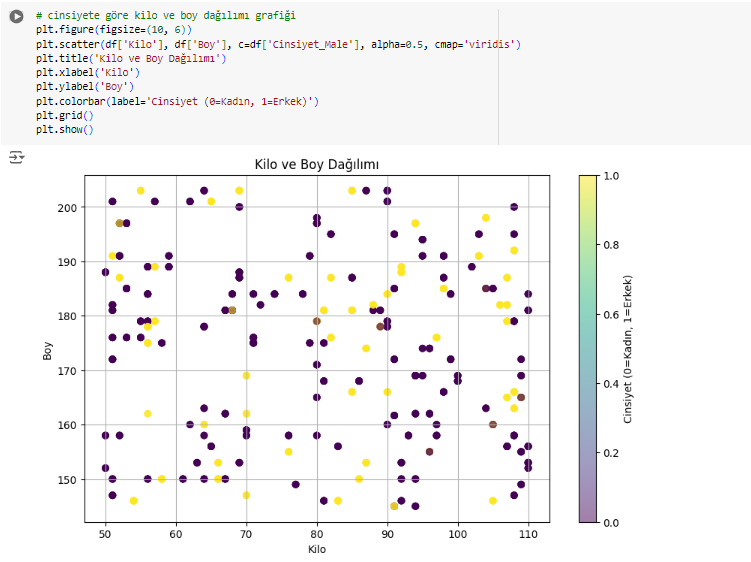 # cinsiyete göre kilo ve boy dağılımı grafiği
plt.figure(figsize=(10, 6))
plt.scatter(df['Kilo'], df['Boy'], c=df['Cinsiyet_Male'], alpha=0.5, cmap='viridis')
plt.title('Kilo ve Boy Dağılımı')
plt.xlabel('Kilo')
plt.ylabel('Boy')
plt.colorbar(label='Cinsiyet (0=Kadın, 1=Erkek)')
plt.grid()
plt.show()
Kilo ve Boy Dağılımı
200
190
180
170
160
150
Boy
50 60 70 80 90 100 110
Kilo
1.0
0.8
0.6
0.4
0.2
0.0
Cinsiyet (0=Kadın, 1=Erkek)